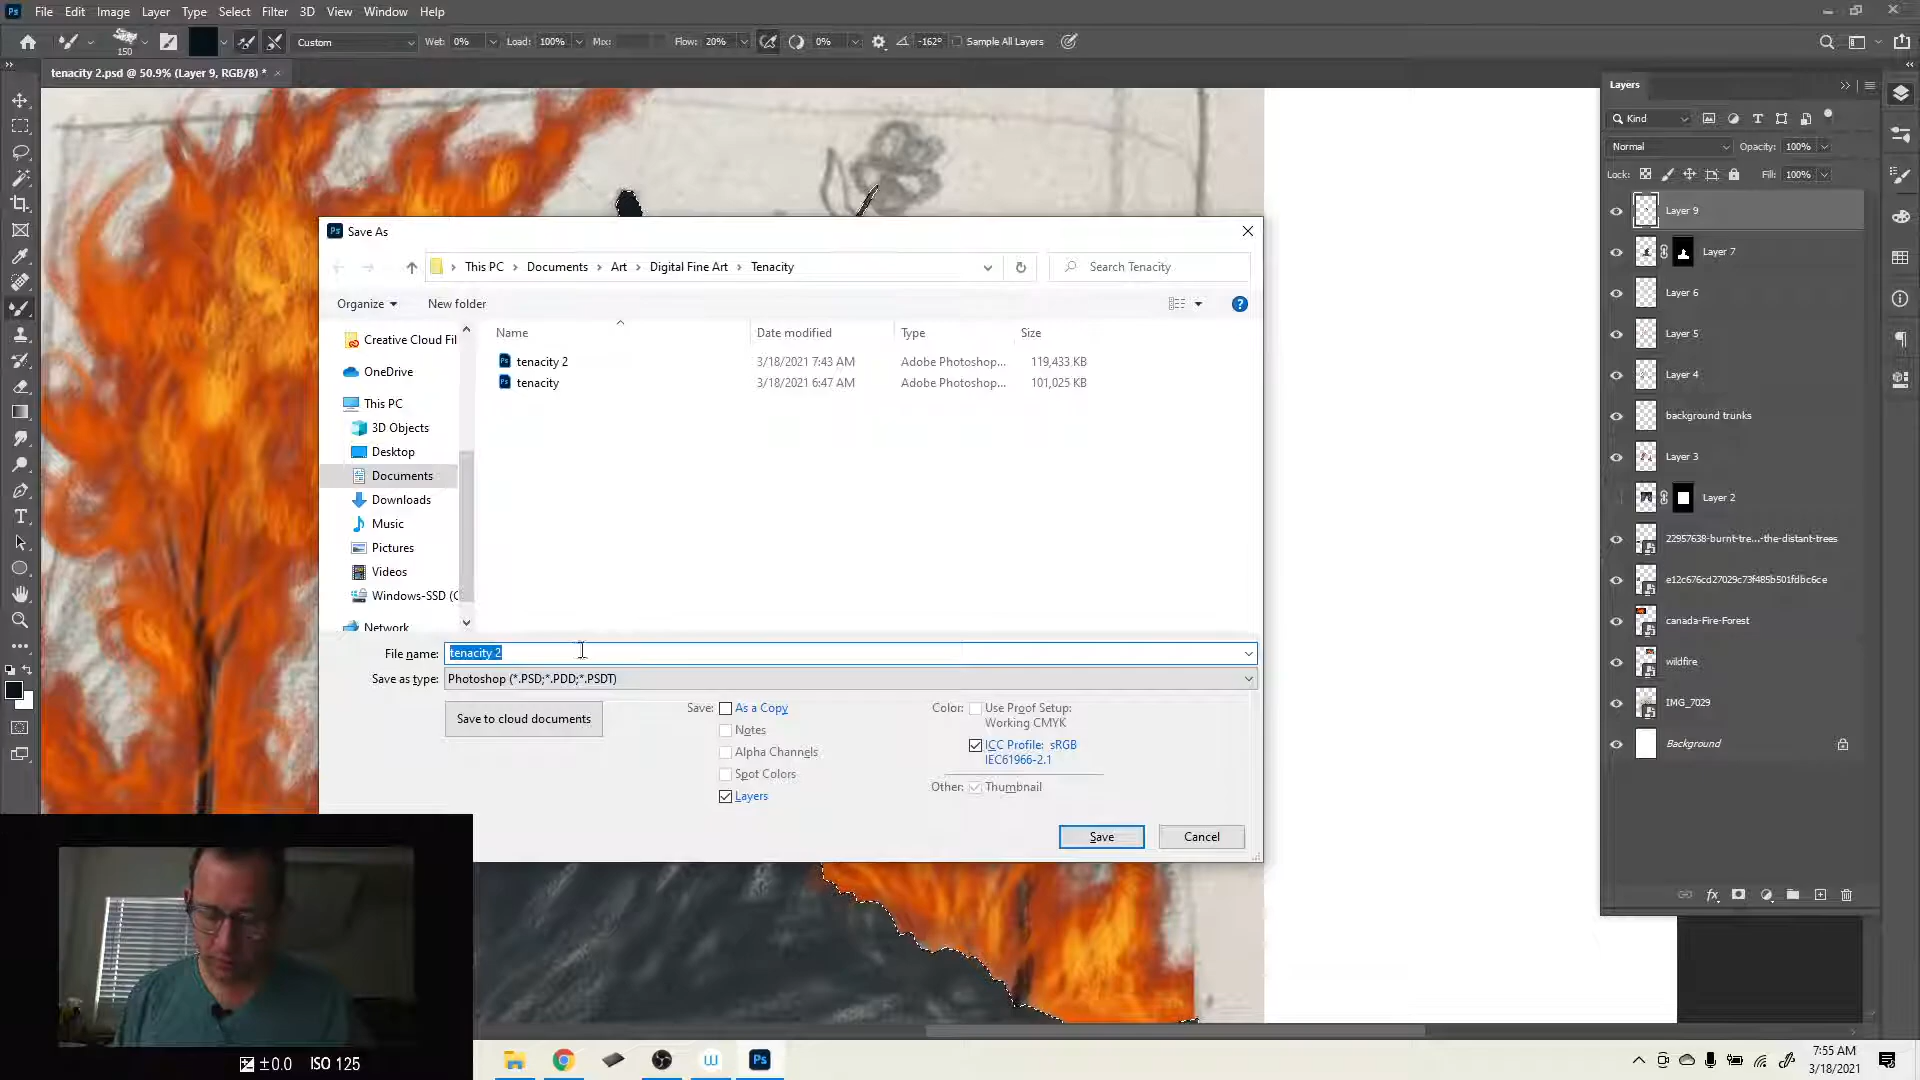 File Edit Image Layer Type Select Filter 3D View Window Help
150 Custom Wet: 0% Load: 100% Mix: Flow: 20% 0% -162° Sample All Layers
tenacity 2.psd @ 50.9% (Layer 9, RGB/8) *
Layers
Kind
Normal Opacity: 100%
Lock: Fill: 100%
Layer 9
Layer 7
Layer 6
Layer 5
Layer 4
background trunks
Layer 3
Layer 2
22957638-burnt-tre...-the-distant-trees
e12c676cd27029c73f485b501fdbc6ce
canada-Fire-Forest
wildfire
IMG_7029
Background
Save As
This PC > Documents > Art > Digital Fine Art > Tenacity
Search Tenacity
Organize New folder
Creative Cloud Fil
OneDrive
This PC
3D Objects
Desktop
Documents
Downloads
Music
Pictures
Videos
Windows-SSD (C
Network
Name Date modified Type Size
tenacity 2 3/18/2021 7:43 AM Adobe Photoshop... 119,433 KB
tenacity 3/18/2021 6:47 AM Adobe Photoshop... 101,025 KB
File name: tenacity 2
Save as type: Photoshop (*.PSD;*.PDD;*.PSDT)
Save to cloud documents
Save: As a Copy
Notes
Alpha Channels
Spot Colors
Layers
Color: Use Proof Setup:
Working CMYK
ICC Profile: sRGB
IEC61966-2.1
Other: Thumbnail
Save Cancel
±0.0 ISO 125
7:55 AM
3/18/2021